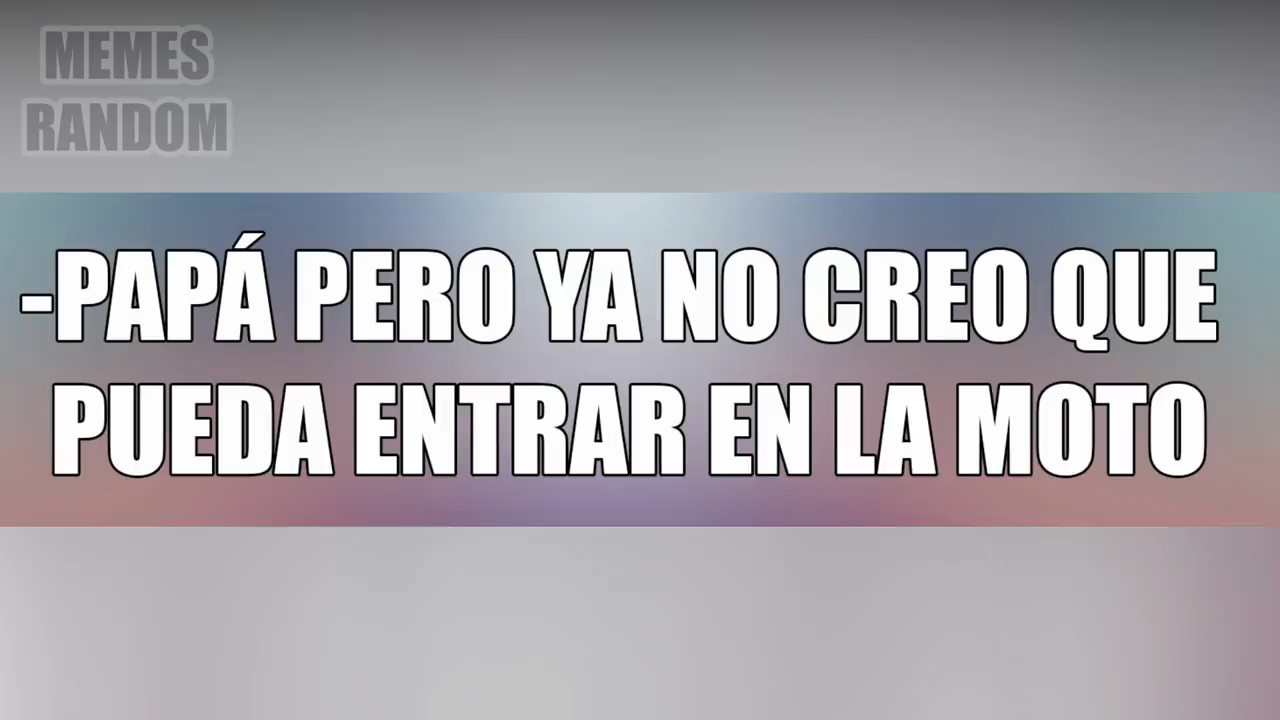 MEMES
RANDOM
-PAPÁ PERO YA NO CREO QUE
PUEDA ENTRAR EN LA MOTO